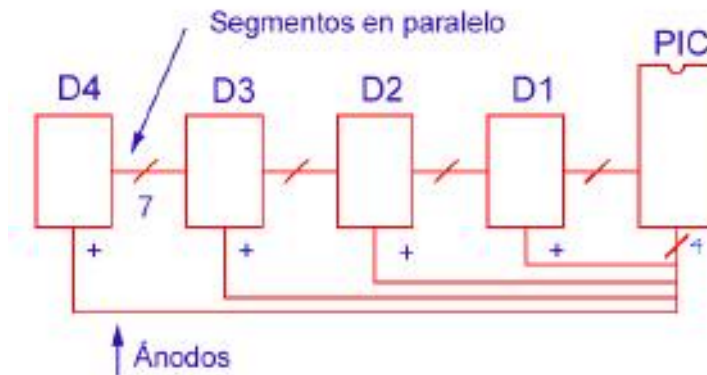 Segmentos en paralelo
PIC
D4
D3
D2
D1
7
+
+
+
+
4
Ánodos